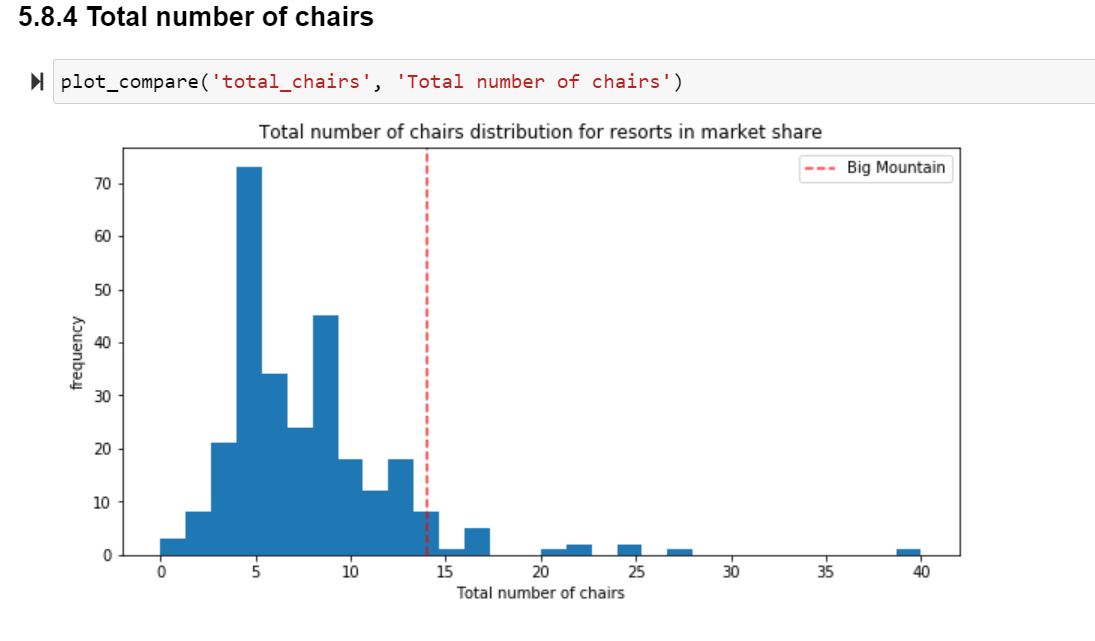 5.8.4 Total number of chairs
plot_compare('total_chairs', 'Total number of chairs')
Total number of chairs distribution for resorts in market share
Big Mountain
70
60
50
40
30
20
10
0
frequency
0 5 10 15 20 25 30 35 40
Total number of chairs